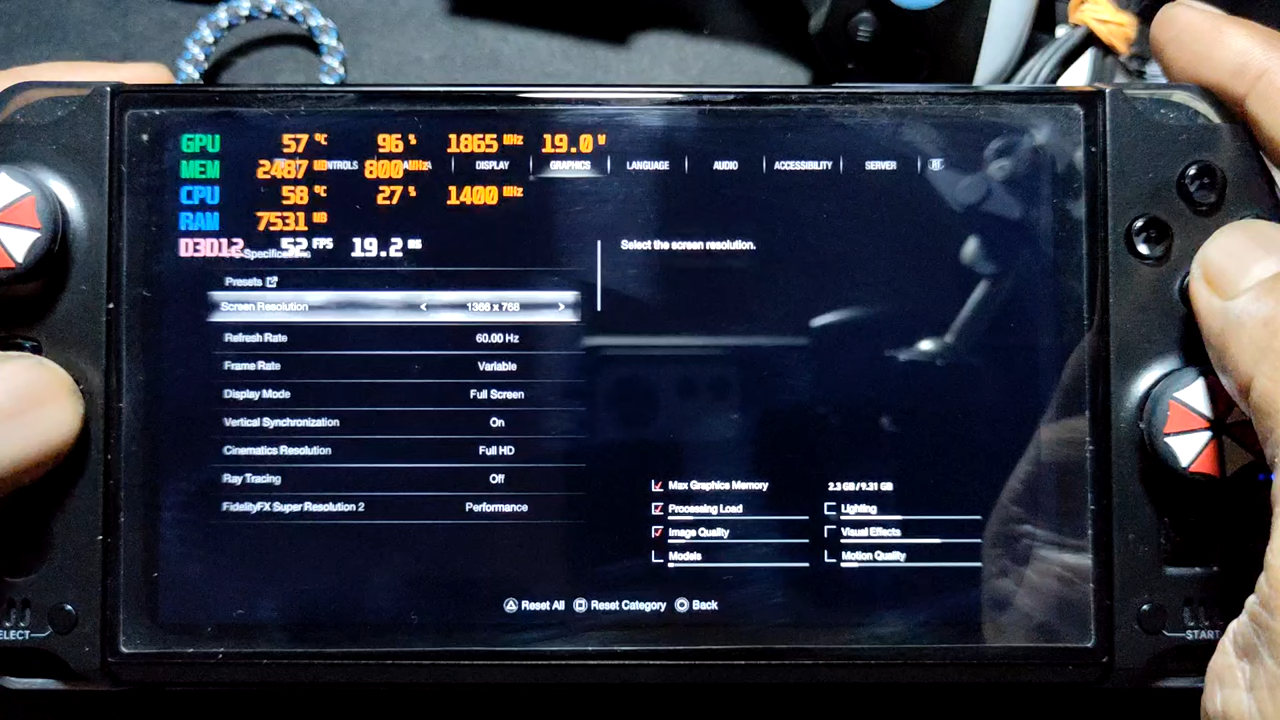 GPU 57 °C 96 % 1865 MHz 19.0 W
MEM 2487 MB 800 MHz
DISPLAY GRAPHICS LANGUAGE AUDIO ACCESSIBILITY SERVER
CPU 58 °C 27 % 1400 MHz
RAM 7531 MB
D3D12 52 FPS 19.2 ms
Select the screen resolution.
Presets
Screen Resolution < 1366 x 768 >
Refresh Rate 60.00 Hz
Frame Rate Variable
Display Mode Full Screen
Vertical Synchronization On
Cinematics Resolution Full HD
Ray Tracing Off
FidelityFX Super Resolution 2 Performance
Max Graphics Memory 2.3 GB / 9.31 GB
Processing Load Lighting
Image Quality Visual Effects
Models Motion Quality
Reset All Reset Category Back
START